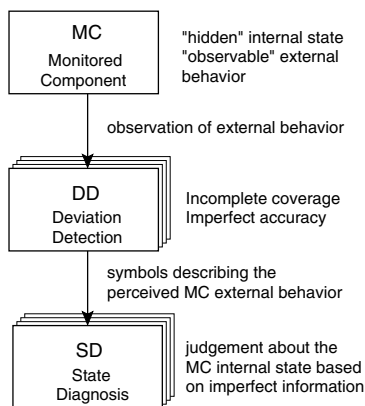 MC
Monitored
Component
"hidden" internal state
"observable" external
behavior
observation of external behavior
DD
Deviation
Detection
Incomplete coverage
Imperfect accuracy
symbols describing the
perceived MC external behavior
SD
State
Diagnosis
judgement about the
MC internal state based
on imperfect information